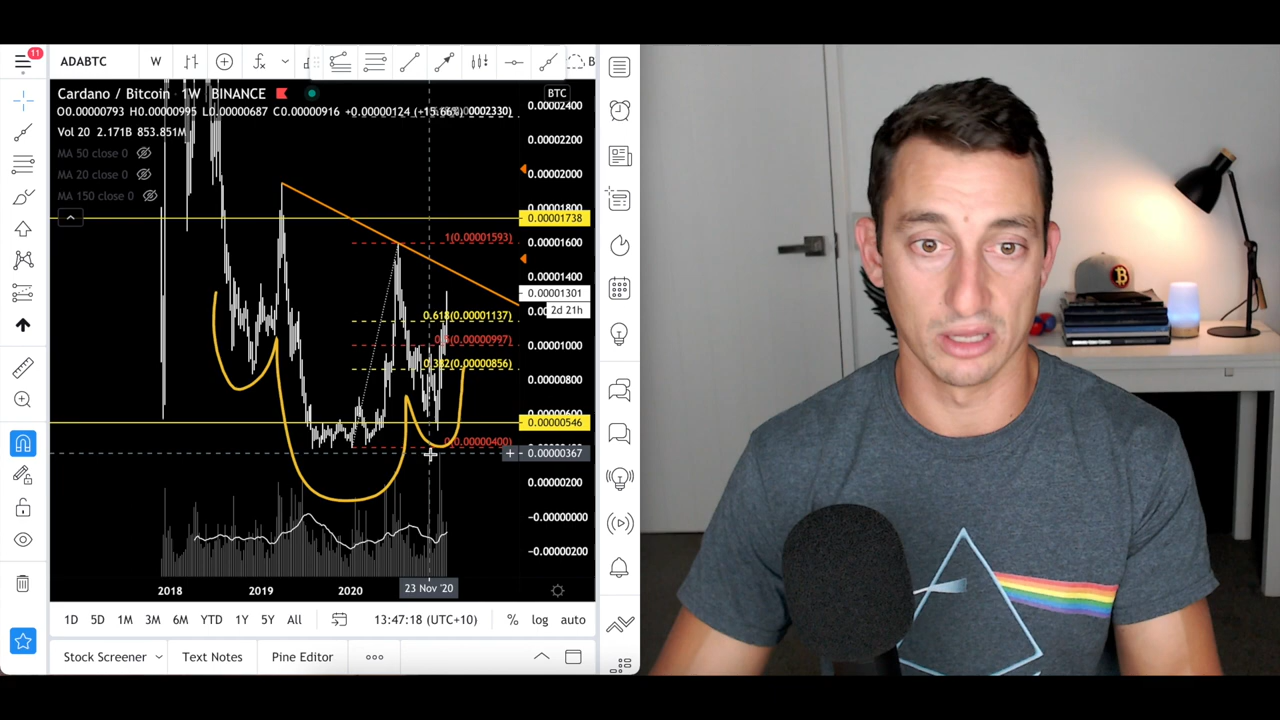 11
ADABTC
W
B
Cardano / Bitcoin 1W BINANCE
BTC
O0.00000793 H0.00000995 L0.00000687 C0.00000916 +0.00000124 (+15.66%)
0.00002400
Vol 20 2.171B 853.851M
0.00002200
MA 50 close 0
MA 20 close 0
0.00002000
MA 150 close 0
0.00001738
1(0.00001593)
0.00001600
0.00001400
0.00001301
2d 21h
0.618(0.00001137)
0.00001000
0.382(0.00000856)
0.00000800
0.00000546
0(0.00000400)
0.00000367
0.00000200
-0.00000000
-0.00000200
2018
2019
2020
23 Nov '20
1D 5D 1M 3M 6M YTD 1Y 5Y All
13:47:18 (UTC+10)
% log auto
Stock Screener
Text Notes
Pine Editor